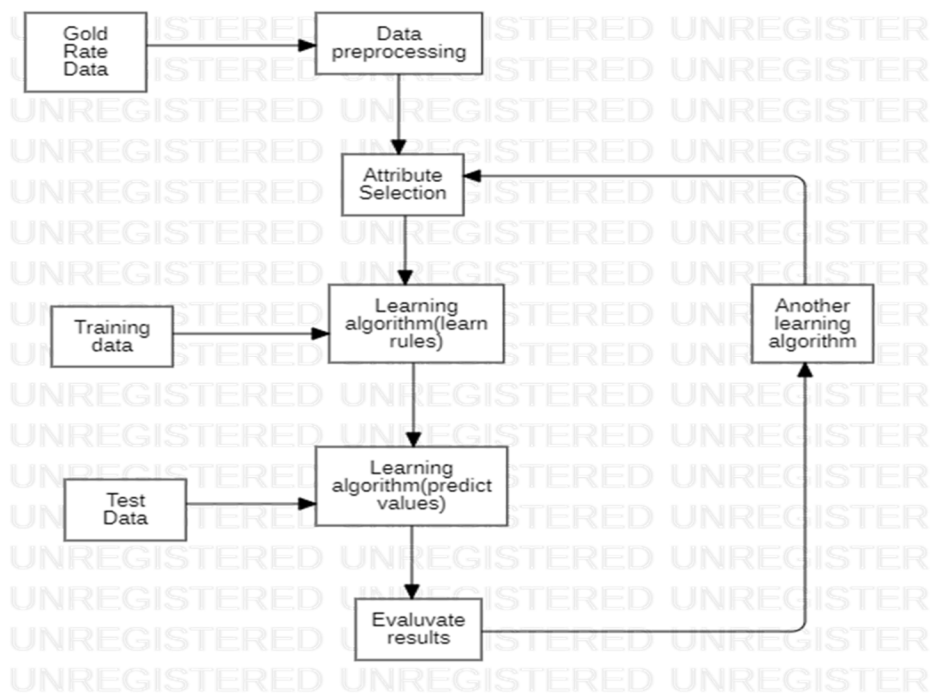 Gold
Rate
Data
Data
preprocessing
Attribute
Selection
Training
data
Learning
algorithm(learn
rules)
Another
learning
algorithm
Test
Data
Learning
algorithm(predict
values)
Evaluvate
results
UNREGISTERED UNREGISTERED UNREGISTER